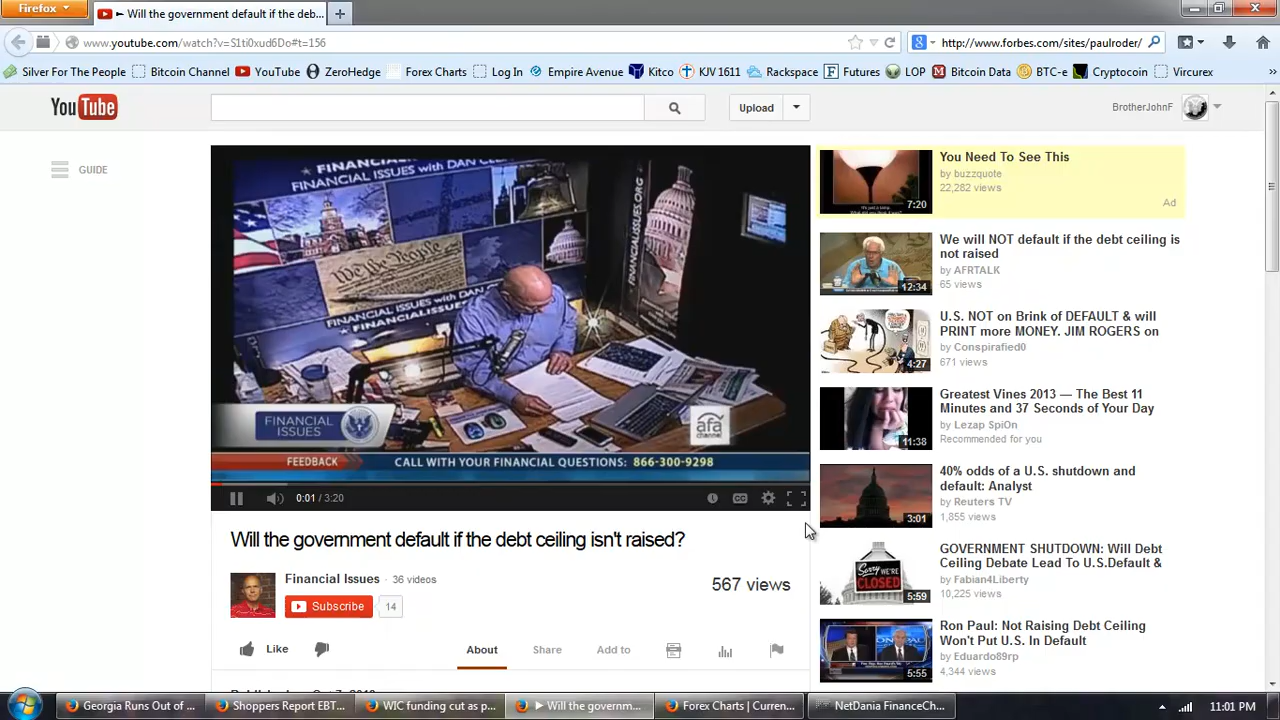 Firefox
► Will the government default if the deb...
www.youtube.com/watch?v=S1ti0xud6Do#t=156
http://www.forbes.com/sites/paulroder/
Silver For The People
Bitcoin Channel
YouTube
ZeroHedge
Forex Charts
Log In
Empire Avenue
Kitco
KJV 1611
Rackspace
Futures
LOP
Bitcoin Data
BTC-e
Cryptocoin
Vircurex
»
YouTube
Upload
BrotherJohnF
GUIDE
FINANCIAL ISSUES with DAN
We the People
FINANCIALISSUES.ORG
FINANCIAL
ISSUES
afa
channel
FEEDBACK
CALL WITH YOUR FINANCIAL QUESTIONS: 866-300-9298
0:01 / 3:20
CC
Will the government default if the debt ceiling isn't raised?
Financial Issues · 36 videos
Subscribe
14
567 views
Like
About
Share
Add to
You Need To See This
by buzzquote
22,282 views
Ad
7:20
We will NOT default if the debt ceiling is
not raised
by AFRTALK
65 views
12:34
U.S. NOT on Brink of DEFAULT & will
PRINT more MONEY. JIM ROGERS on
by Conspirafied0
671 views
4:27
Greatest Vines 2013 — The Best 11
Minutes and 37 Seconds of Your Day
by Lezap SpiOn
Recommended for you
11:38
40% odds of a U.S. shutdown and
default: Analyst
by Reuters TV
1,855 views
3:01
GOVERNMENT SHUTDOWN: Will Debt
Ceiling Debate Lead To U.S.Default &
by Fabian4Liberty
10,225 views
Sorry WE'RE
CLOSED
5:59
Ron Paul: Not Raising Debt Ceiling
Won't Put U.S. In Default
by Eduardo89rp
4,344 views
5:55
Georgia Runs Out of ...
Shoppers Report EBT...
WIC funding cut as p...
► Will the governm...
Forex Charts | Curren...
NetDania FinanceCh...
11:01 PM